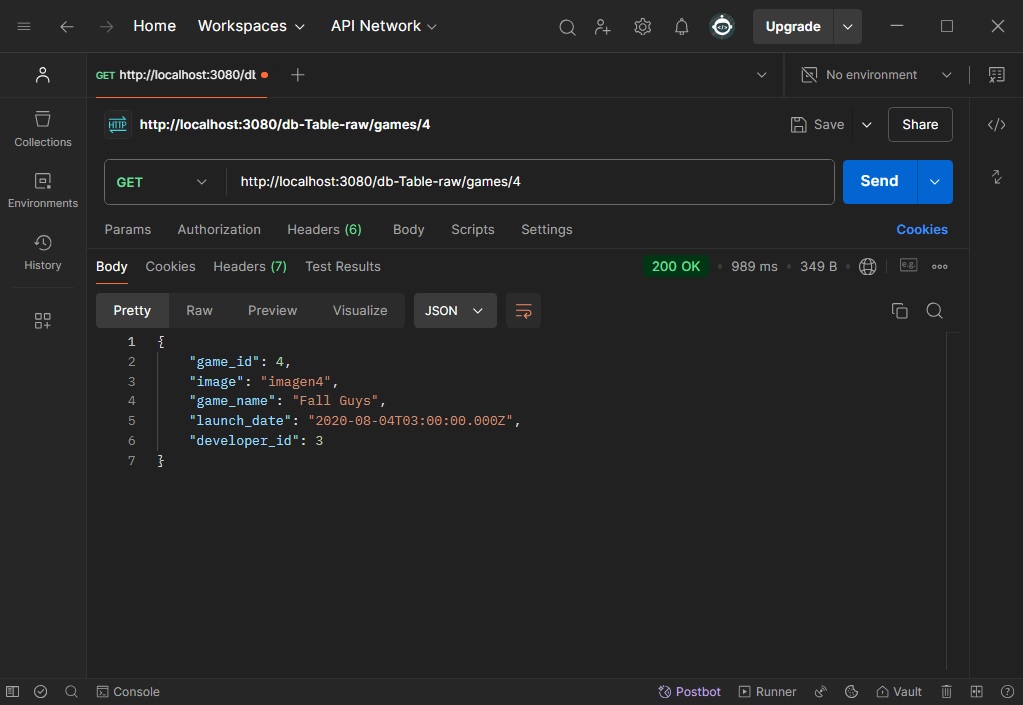 Home Workspaces API Network Upgrade
GET http://localhost:3080/db No environment
HTTP http://localhost:3080/db-Table-raw/games/4 Save Share
Collections
Environments
History
GET http://localhost:3080/db-Table-raw/games/4 Send
Params Authorization Headers (6) Body Scripts Settings Cookies
Body Cookies Headers (7) Test Results 200 OK • 989 ms • 349 B • e.g.
Pretty Raw Preview Visualize JSON
1 {
2 "game_id": 4,
3 "image": "imagen4",
4 "game_name": "Fall Guys",
5 "launch_date": "2020-08-04T03:00:00.000Z",
6 "developer_id": 3
7 }
Console Postbot Runner Vault